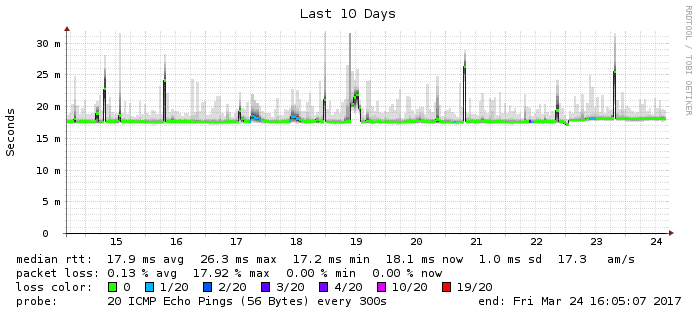 Last 10 Days
RRDTOOL / TOBI OETIKER
Seconds
30 m
25 m
20 m
15 m
10 m
5 m
0
15 16 17 18 19 20 21 22 23 24
median rtt: 17.9 ms avg 26.3 ms max 17.2 ms min 18.1 ms now 1.0 ms sd 17.3 am/s
packet loss: 0.13 % avg 17.92 % max 0.00 % min 0.00 % now
loss color: 0 1/20 2/20 3/20 4/20 10/20 19/20
probe: 20 ICMP Echo Pings (56 Bytes) every 300s end: Fri Mar 24 16:05:07 2017